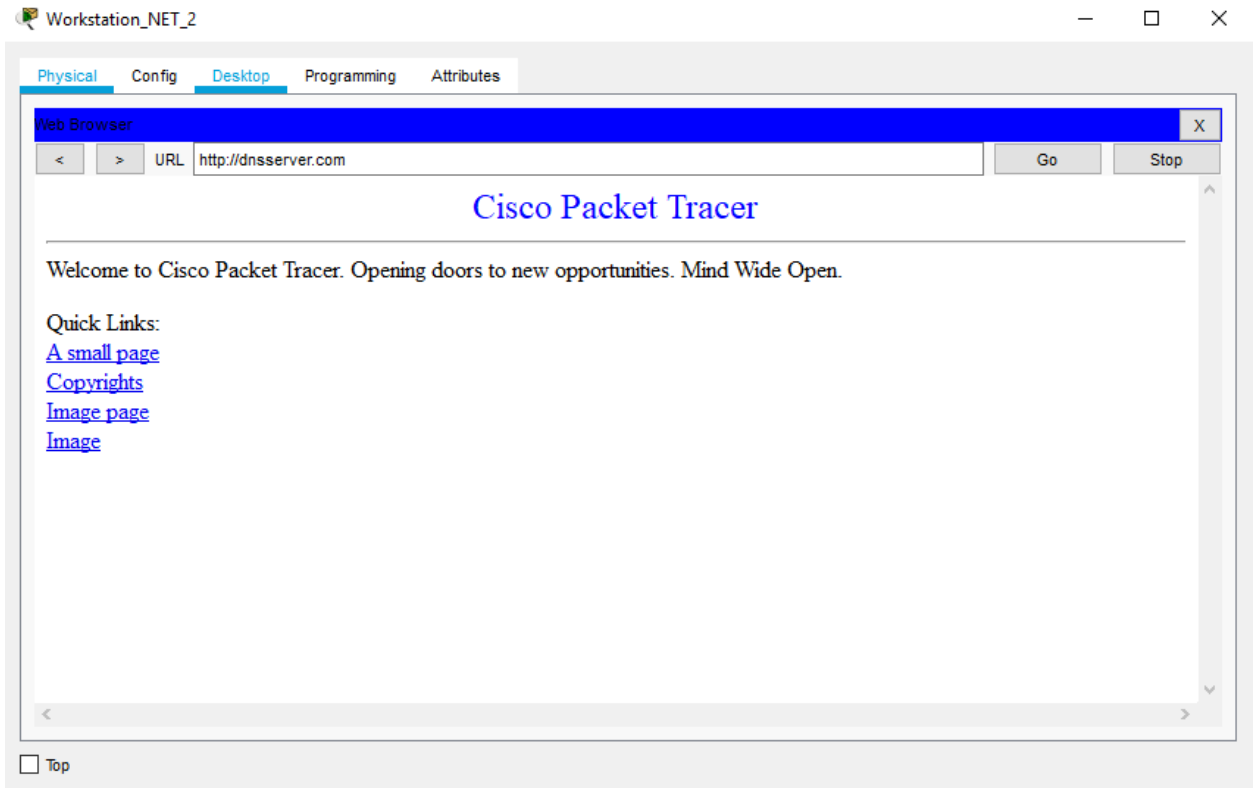 Workstation_NET_2
Physical Config Desktop Programming Attributes
Web Browser X
< > URL http://dnsserver.com Go Stop
Cisco Packet Tracer
Welcome to Cisco Packet Tracer. Opening doors to new opportunities. Mind Wide Open.
Quick Links:
A small page
Copyrights
Image page
Image
Top